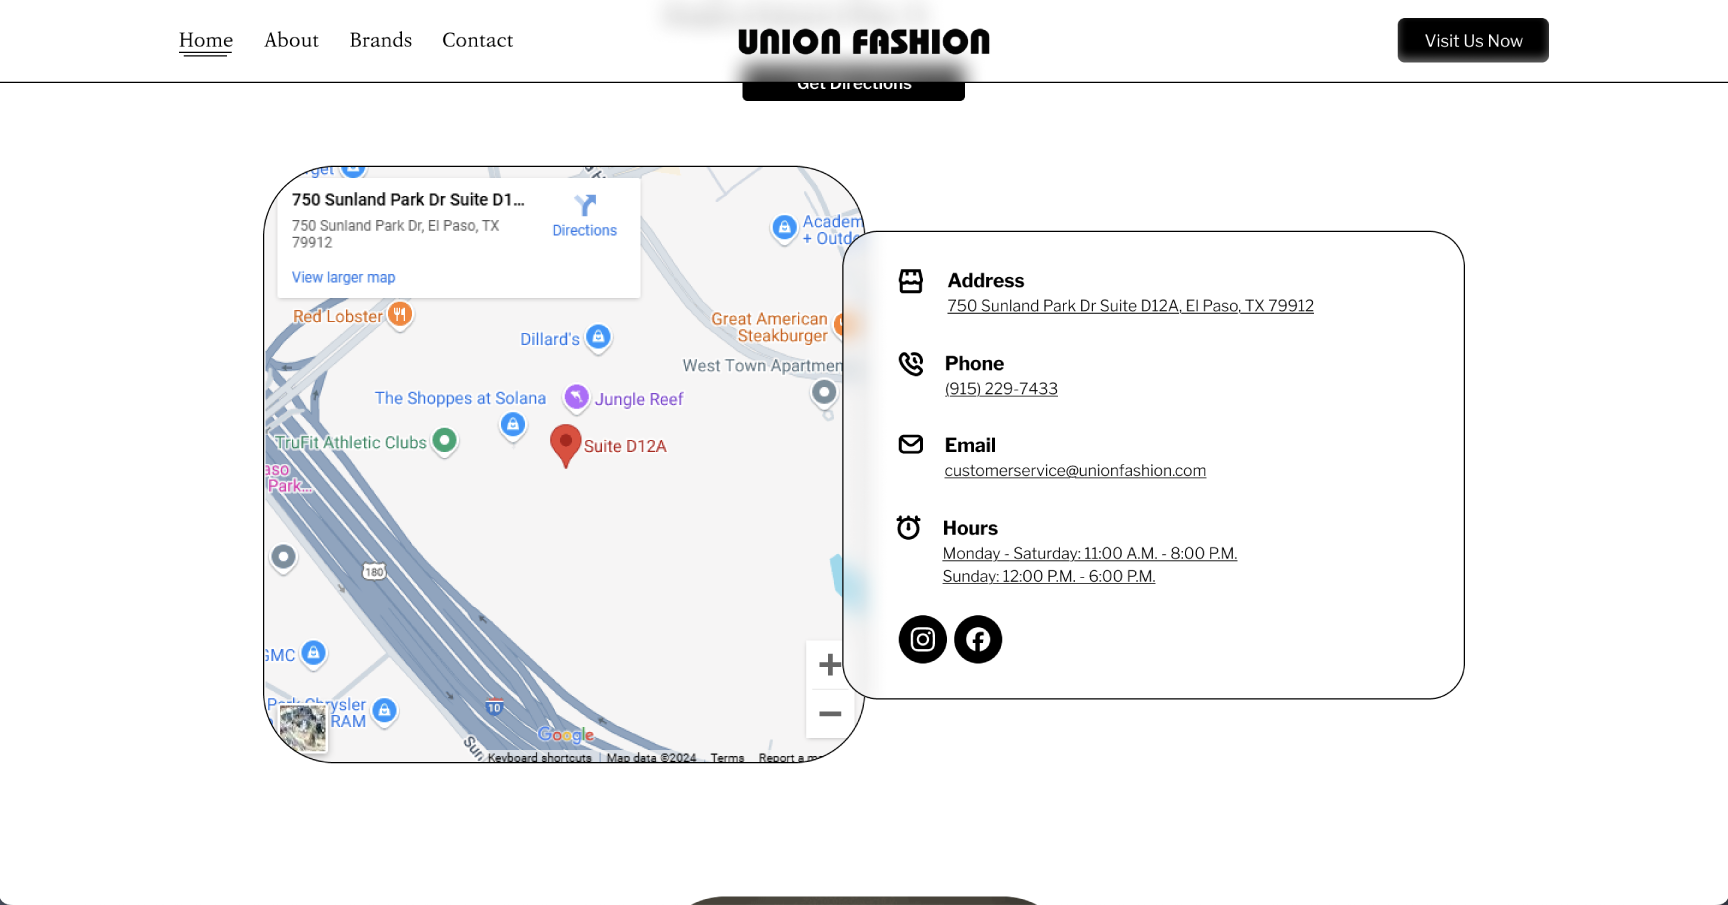 Home
About
Brands
Contact
UNION FASHION
Visit Us Now
Get Directions
750 Sunland Park Dr Suite D1...
750 Sunland Park Dr, El Paso, TX
79912
Directions
View larger map
Academ
+ Outdo
Red Lobster
Dillard's
Great American
Steakburger
West Town Apartmen
The Shoppes at Solana
Jungle Reef
TruFit Athletic Clubs
Suite D12A
aso
Park...
180
GMC
Park Chrysler
RAM
10
Google
Keyboard shortcuts
Map data ©2024
Terms
Report a ma
Address
750 Sunland Park Dr Suite D12A, El Paso, TX 79912
Phone
(915) 229-7433
Email
customerservice@unionfashion.com
Hours
Monday - Saturday: 11:00 A.M. - 8:00 P.M.
Sunday: 12:00 P.M. - 6:00 P.M.